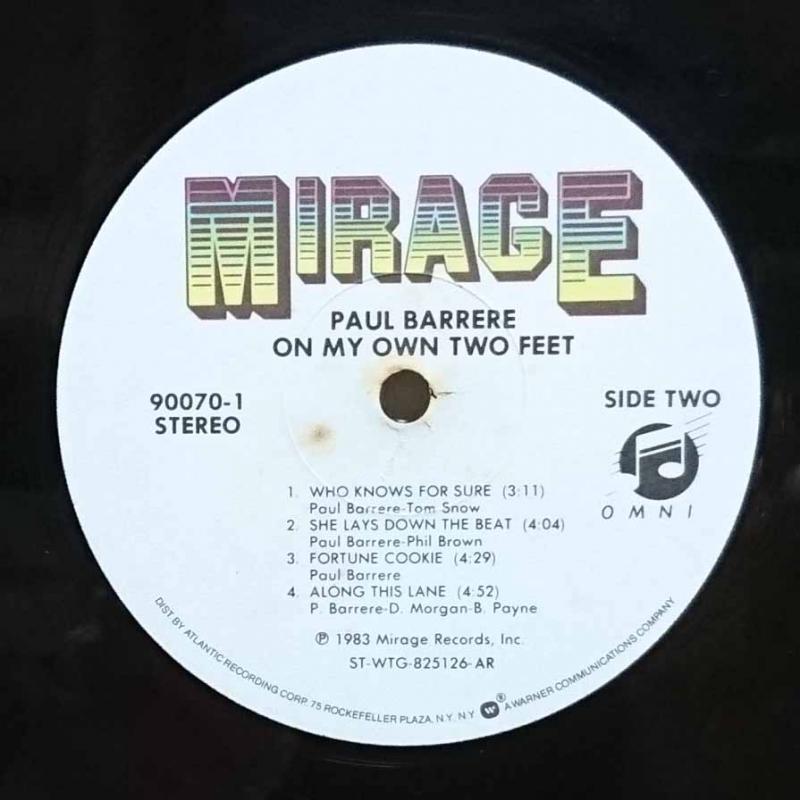 MIRAGE
PAUL BARRERE
ON MY OWN TWO FEET
90070-1
STEREO
SIDE TWO
OMNI
1. WHO KNOWS FOR SURE (3:11)
Paul Barrere-Tom Snow
2. SHE LAYS DOWN THE BEAT (4:04)
Paul Barrere-Phil Brown
3. FORTUNE COOKIE (4:29)
Paul Barrere
4. ALONG THIS LANE (4:52)
P. Barrere-D. Morgan-B. Payne
℗ 1983 Mirage Records, Inc.
ST-WTG-825126-AR
DIST. BY ATLANTIC RECORDING CORP. 75 ROCKEFELLER PLAZA, N.Y. N.Y. W ® A WARNER COMMUNICATIONS COMPANY